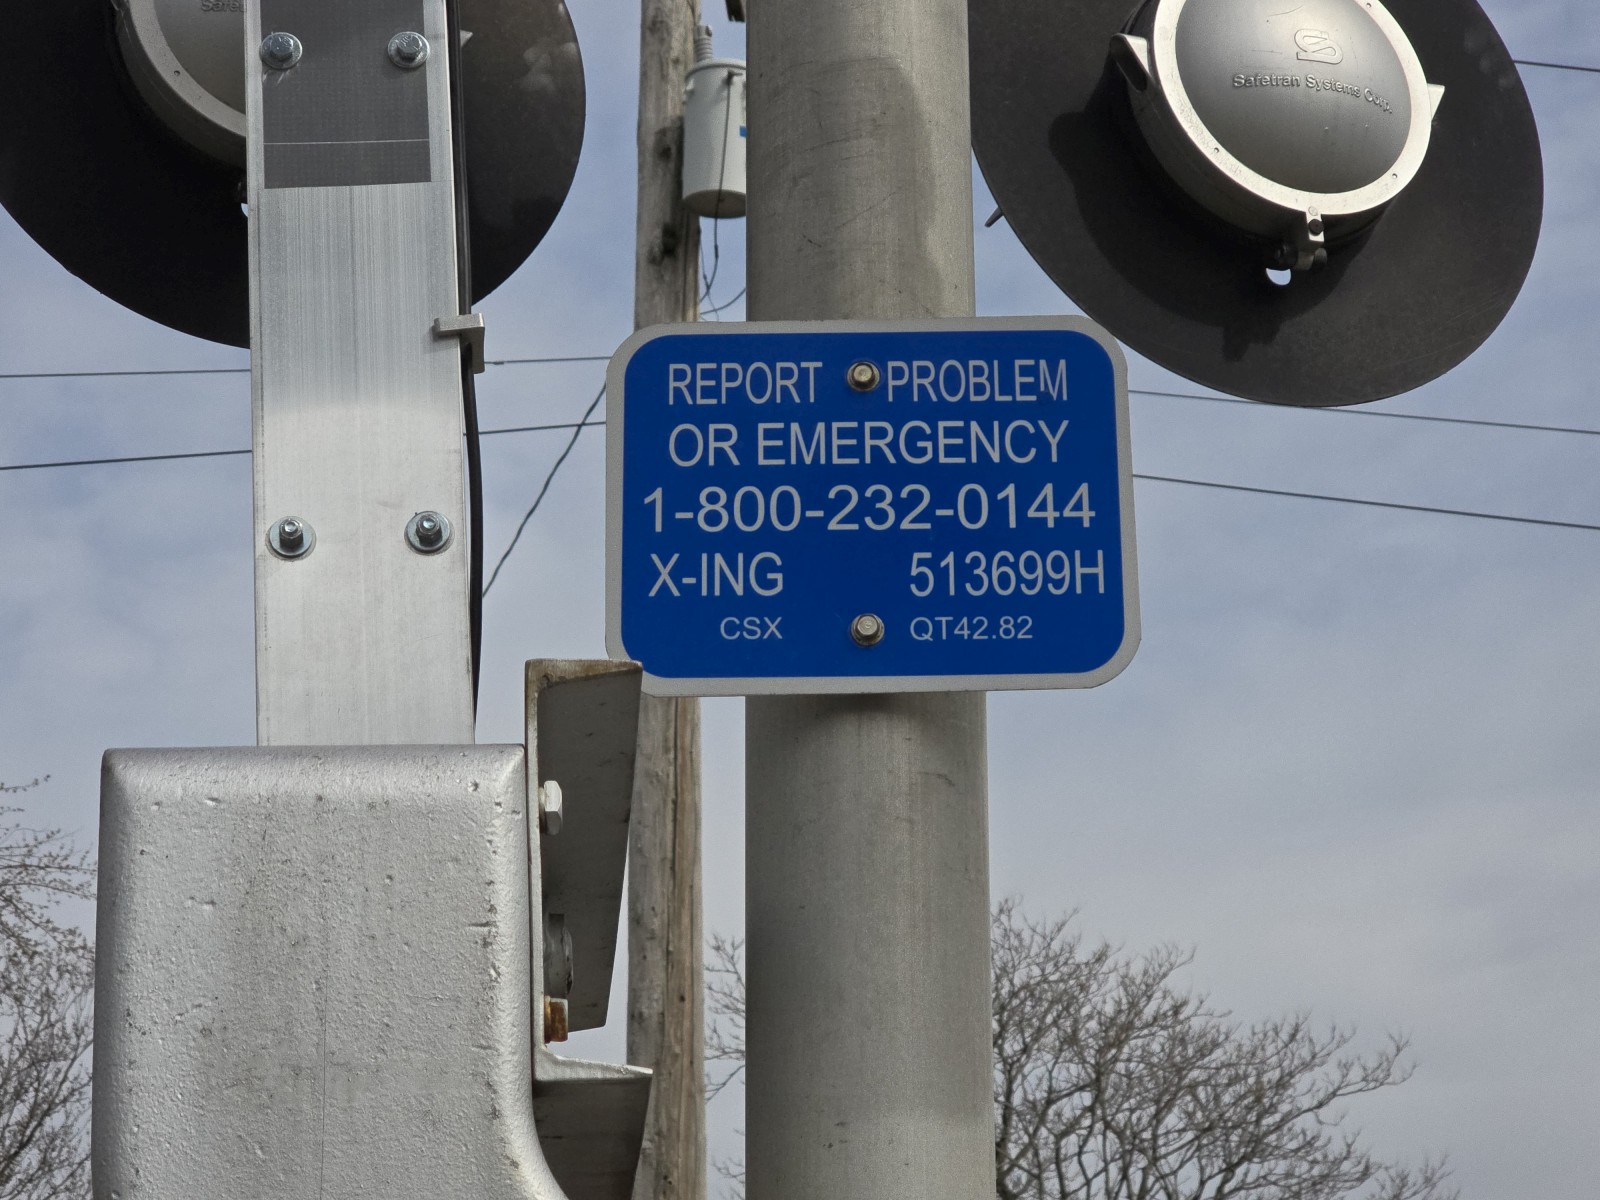 Safetran Systems Corp.
REPORT PROBLEM
OR EMERGENCY
1-800-232-0144
X-ING 513699H
CSX QT42.82